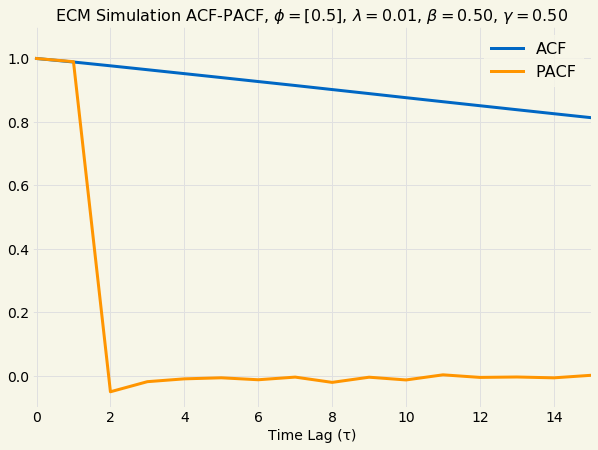 ECM Simulation ACF-PACF, ϕ = [0.5], λ = 0.01, β = 0.50, γ = 0.50
ACF
PACF
1.0
0.8
0.6
0.4
0.2
0.0
0 2 4 6 8 10 12 14
Time Lag (τ)